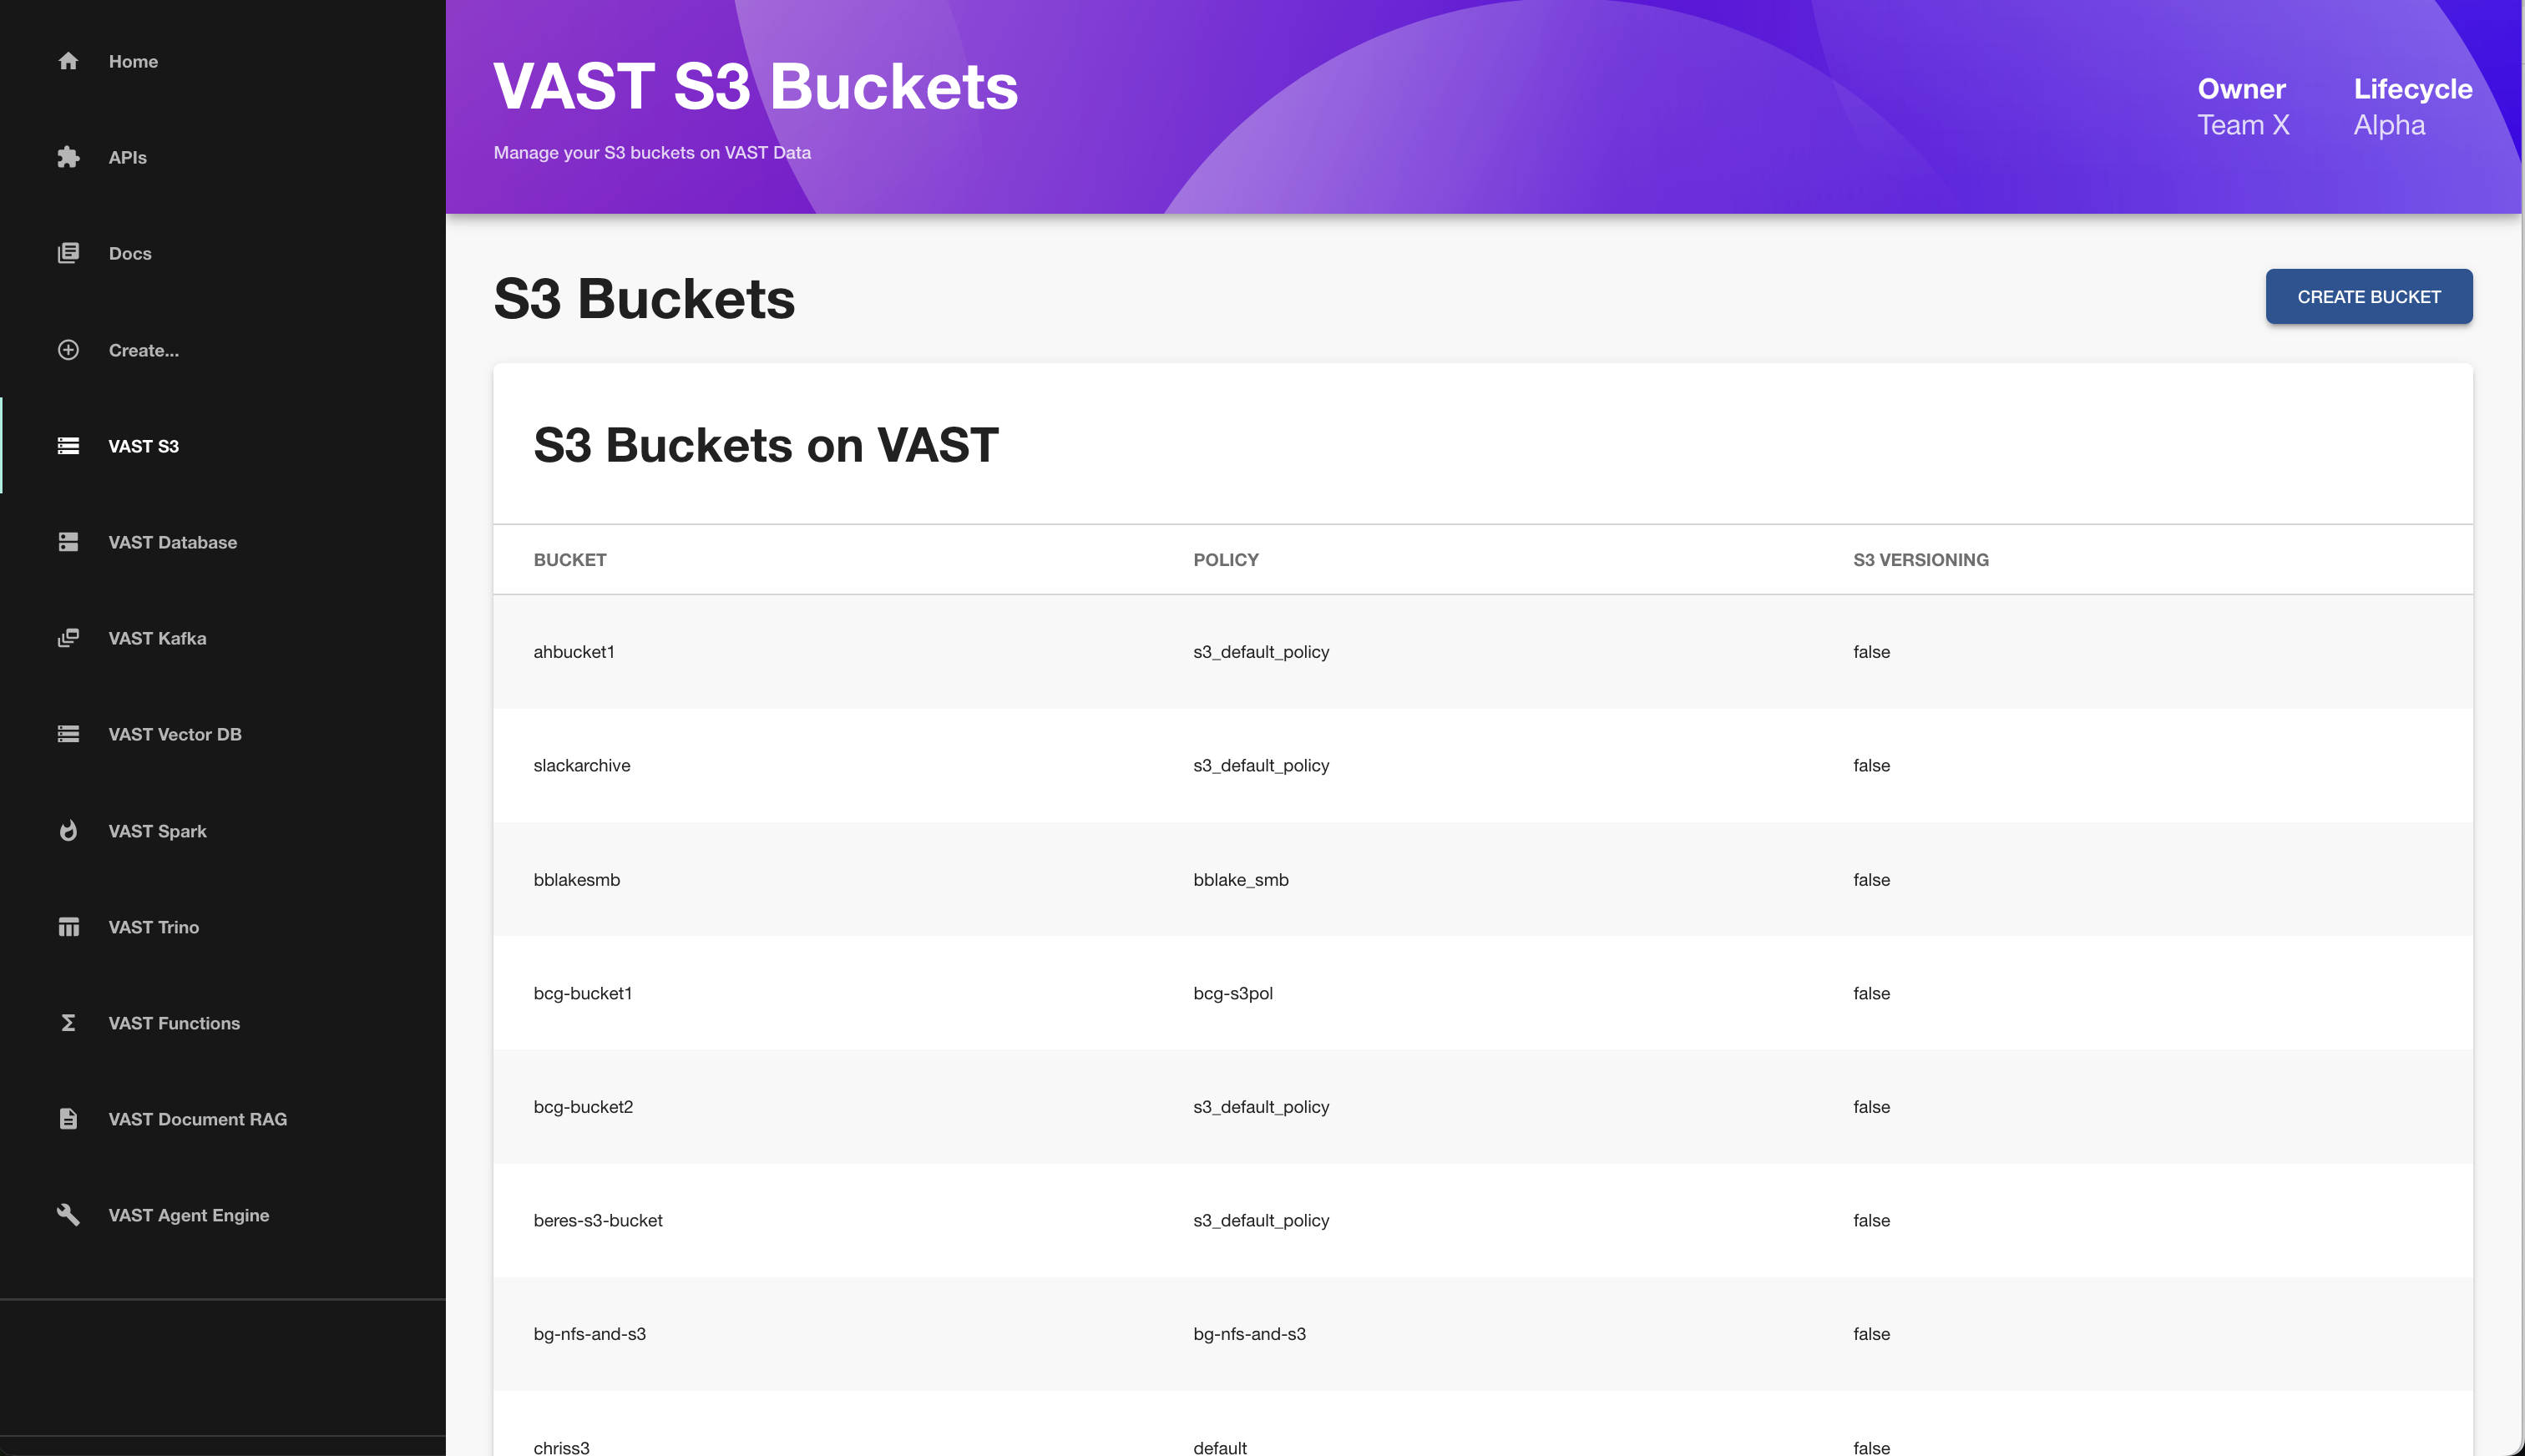 Home
APIs
Docs
Create...
VAST S3
VAST Database
VAST Kafka
VAST Vector DB
VAST Spark
VAST Trino
VAST Functions
VAST Document RAG
VAST Agent Engine
VAST S3 Buckets
Manage your S3 buckets on VAST Data
Owner
Team X
Lifecycle
Alpha
S3 Buckets
CREATE BUCKET
S3 Buckets on VAST
BUCKET POLICY S3 VERSIONING
ahbucket1 s3_default_policy false
slackarchive s3_default_policy false
bblakesmb bblake_smb false
bcg-bucket1 bcg-s3pol false
bcg-bucket2 s3_default_policy false
beres-s3-bucket s3_default_policy false
bg-nfs-and-s3 bg-nfs-and-s3 false
chriss3 default false